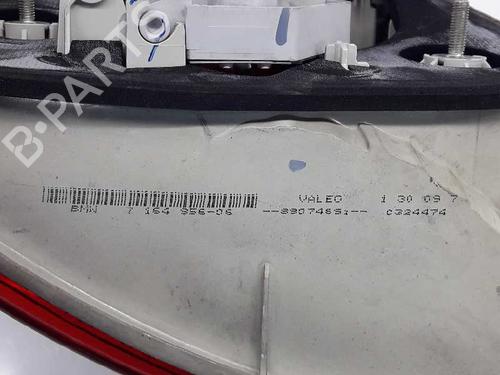 B-PARTS
VALEO 1 30 09 7
BMW 7 164 956-06 --89074691-- C324474